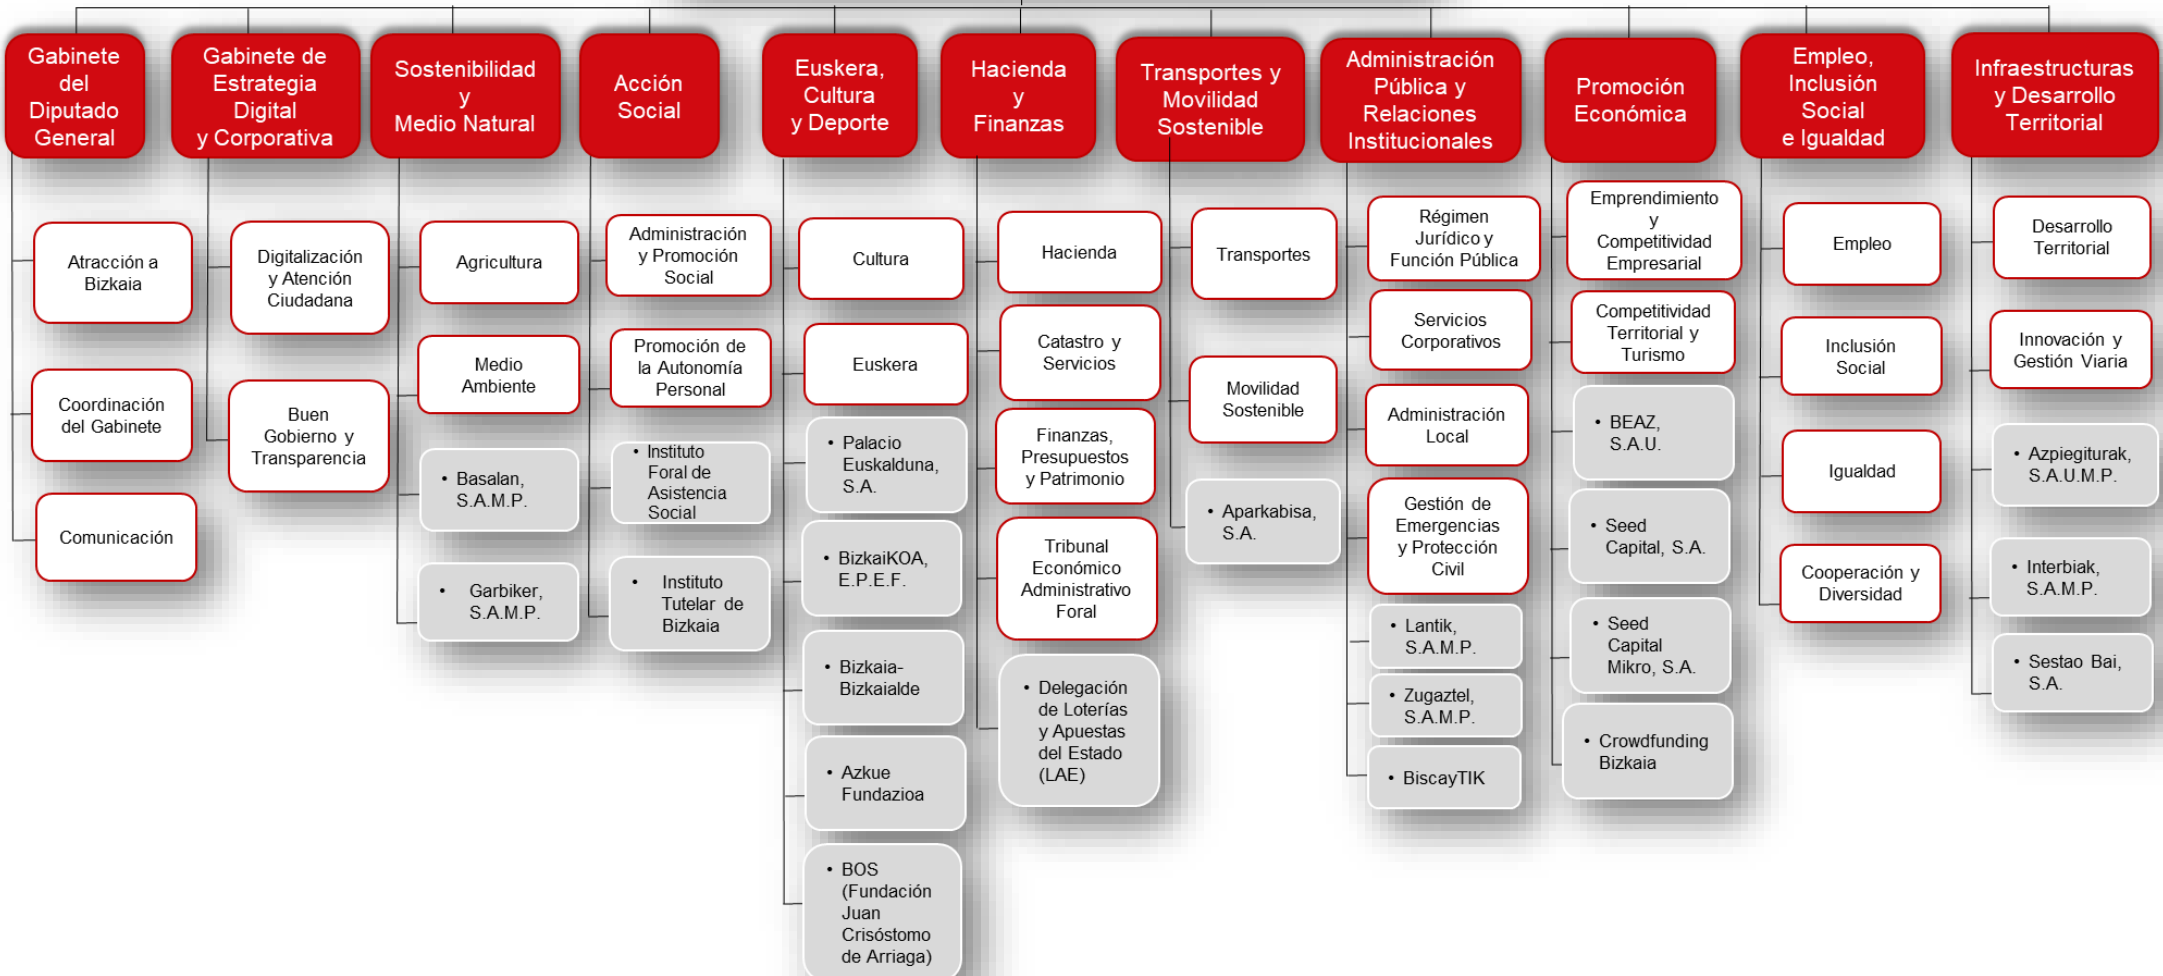 Gabinete
del
Diputado
General
Gabinete de
Estrategia
Digital
y Corporativa
Sostenibilidad
y
Medio Natural
Acción
Social
Euskera,
Cultura
y Deporte
Hacienda
y
Finanzas
Transportes y
Movilidad
Sostenible
Administración
Pública y
Relaciones
Institucionales
Promoción
Económica
Empleo,
Inclusión
Social
e Igualdad
Infraestructuras
y Desarrollo
Territorial
Atracción a
Bizkaia
Coordinación
del Gabinete
Comunicación
Digitalización
y Atención
Ciudadana
Buen
Gobierno y
Transparencia
Agricultura
Medio
Ambiente
• Basalan,
S.A.M.P.
• Garbiker,
S.A.M.P.
Administración
y Promoción
Social
Promoción de
la Autonomía
Personal
• Instituto
Foral de
Asistencia
Social
• Instituto
Tutelar de
Bizkaia
Cultura
Euskera
• Palacio
Euskalduna,
S.A.
• BizkaiKOA,
E.P.E.F.
• Bizkaia-
Bizkaialde
• Azkue
Fundazioa
• BOS
(Fundación
Juan
Crisóstomo
de Arriaga)
Hacienda
Catastro y
Servicios
Finanzas,
Presupuestos
y Patrimonio
Tribunal
Económico
Administrativo
Foral
• Delegación
de Loterías
y Apuestas
del Estado
(LAE)
Transportes
Movilidad
Sostenible
• Aparkabisa,
S.A.
Régimen
Jurídico y
Función Pública
Servicios
Corporativos
Administración
Local
Gestión de
Emergencias
y Protección
Civil
• Lantik,
S.A.M.P.
• Zugaztel,
S.A.M.P.
• BiscayTIK
Emprendimiento
y
Competitividad
Empresarial
Competitividad
Territorial y
Turismo
• BEAZ,
S.A.U.
• Seed
Capital, S.A.
• Seed
Capital
Mikro, S.A.
• Crowdfunding
Bizkaia
Empleo
Inclusión
Social
Igualdad
Cooperación y
Diversidad
Desarrollo
Territorial
Innovación y
Gestión Viaria
• Azpiegiturak,
S.A.U.M.P.
• Interbiak,
S.A.M.P.
• Sestao Bai,
S.A.